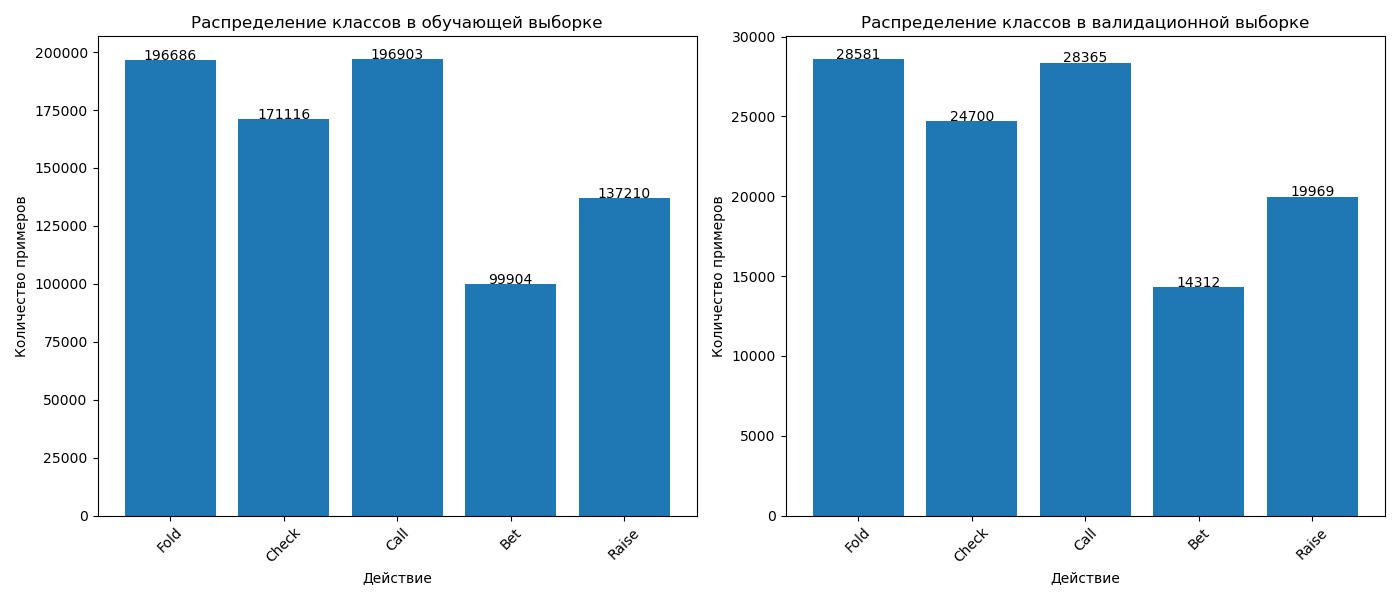 Распределение классов в обучающей выборке
200000
175000
150000
125000
100000
75000
50000
25000
0
Количество примеров
196686
171116
196903
99904
137210
Fold
Check
Call
Bet
Raise
Действие
Распределение классов в валидационной выборке
30000
25000
20000
15000
10000
5000
0
Количество примеров
28581
24700
28365
14312
19969
Fold
Check
Call
Bet
Raise
Действие